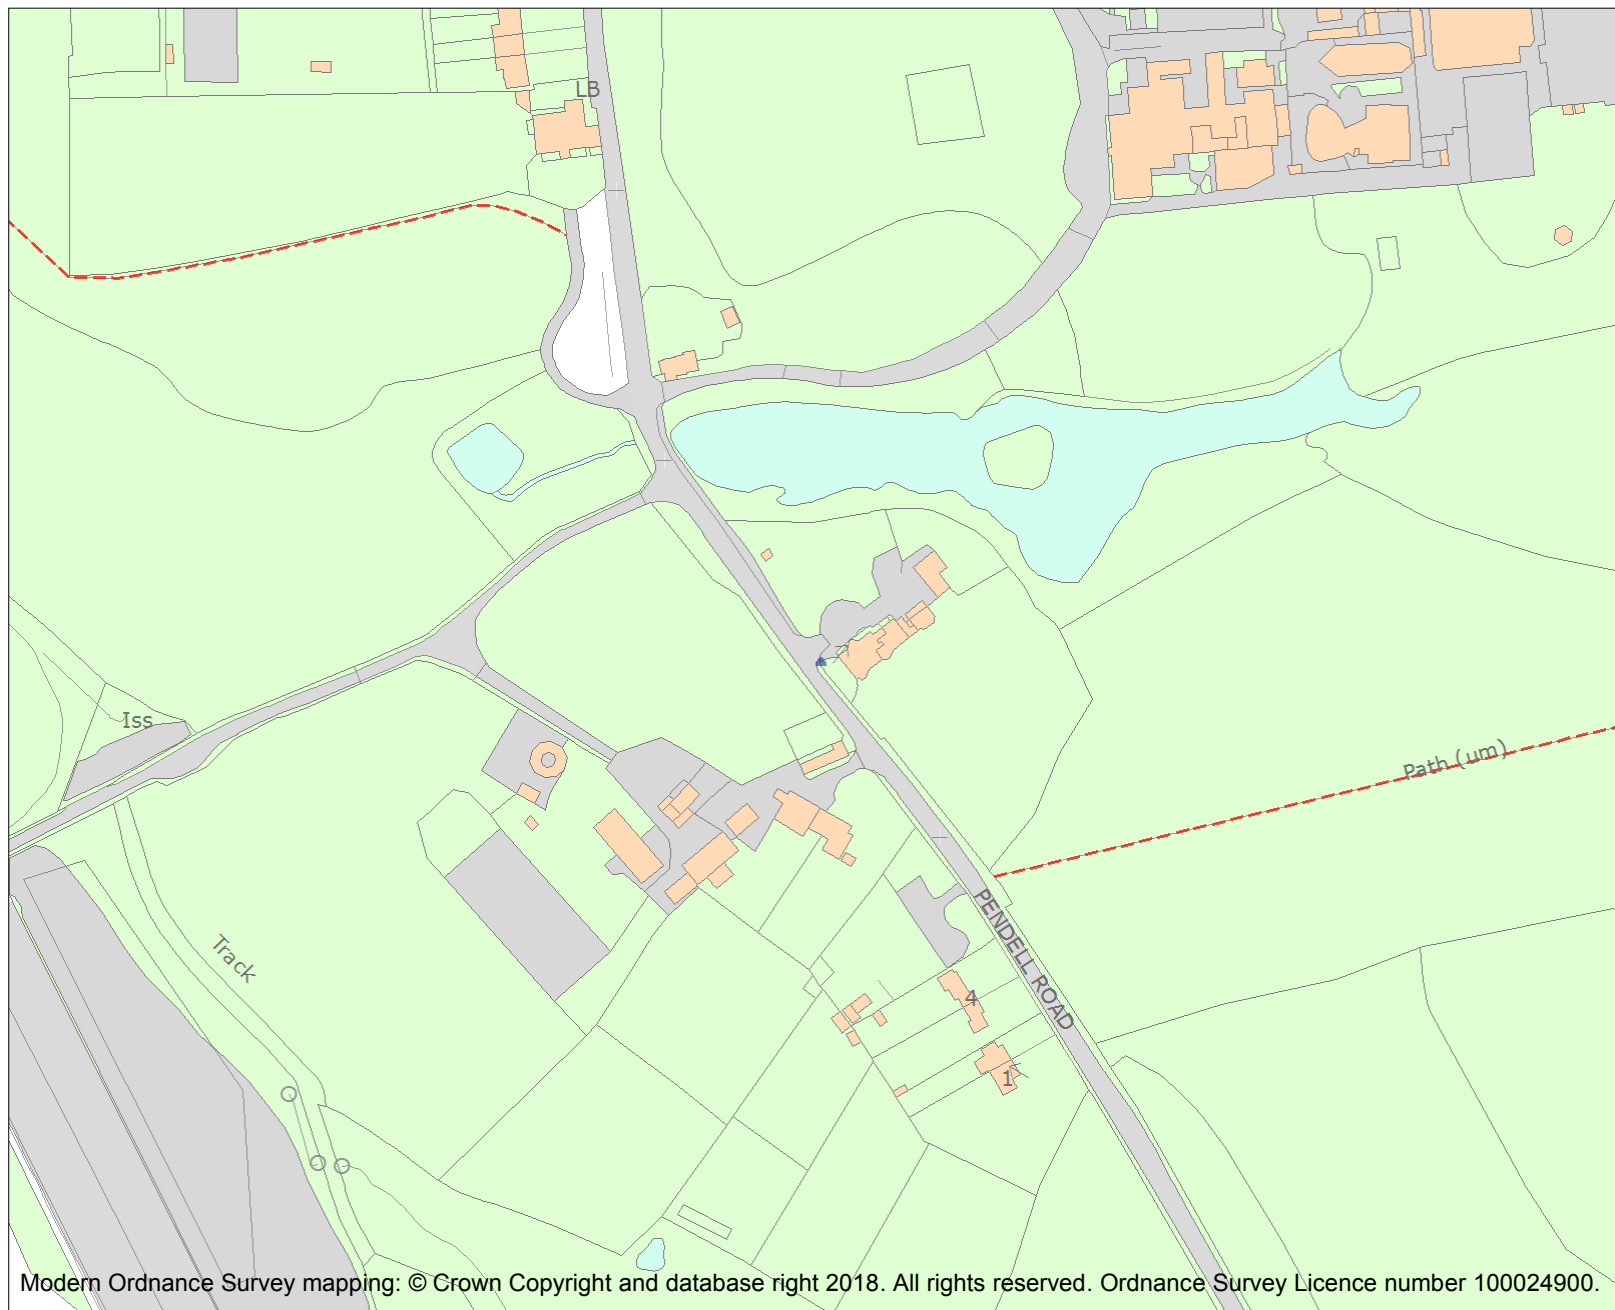 LB
Iss
Path (um)
Track
PENDELL ROAD
4
1
Modern Ordnance Survey mapping: © Crown Copyright and database right 2018. All rights reserved. Ordnance Survey Licence number 100024900.